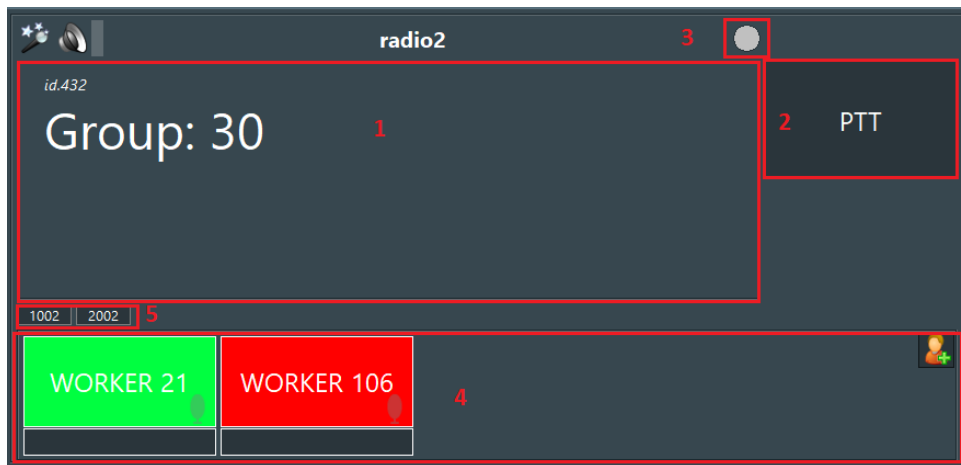 radio2 3
id.432
Group: 30 1
2 PTT
1002 2002 5
WORKER 21 WORKER 106 4